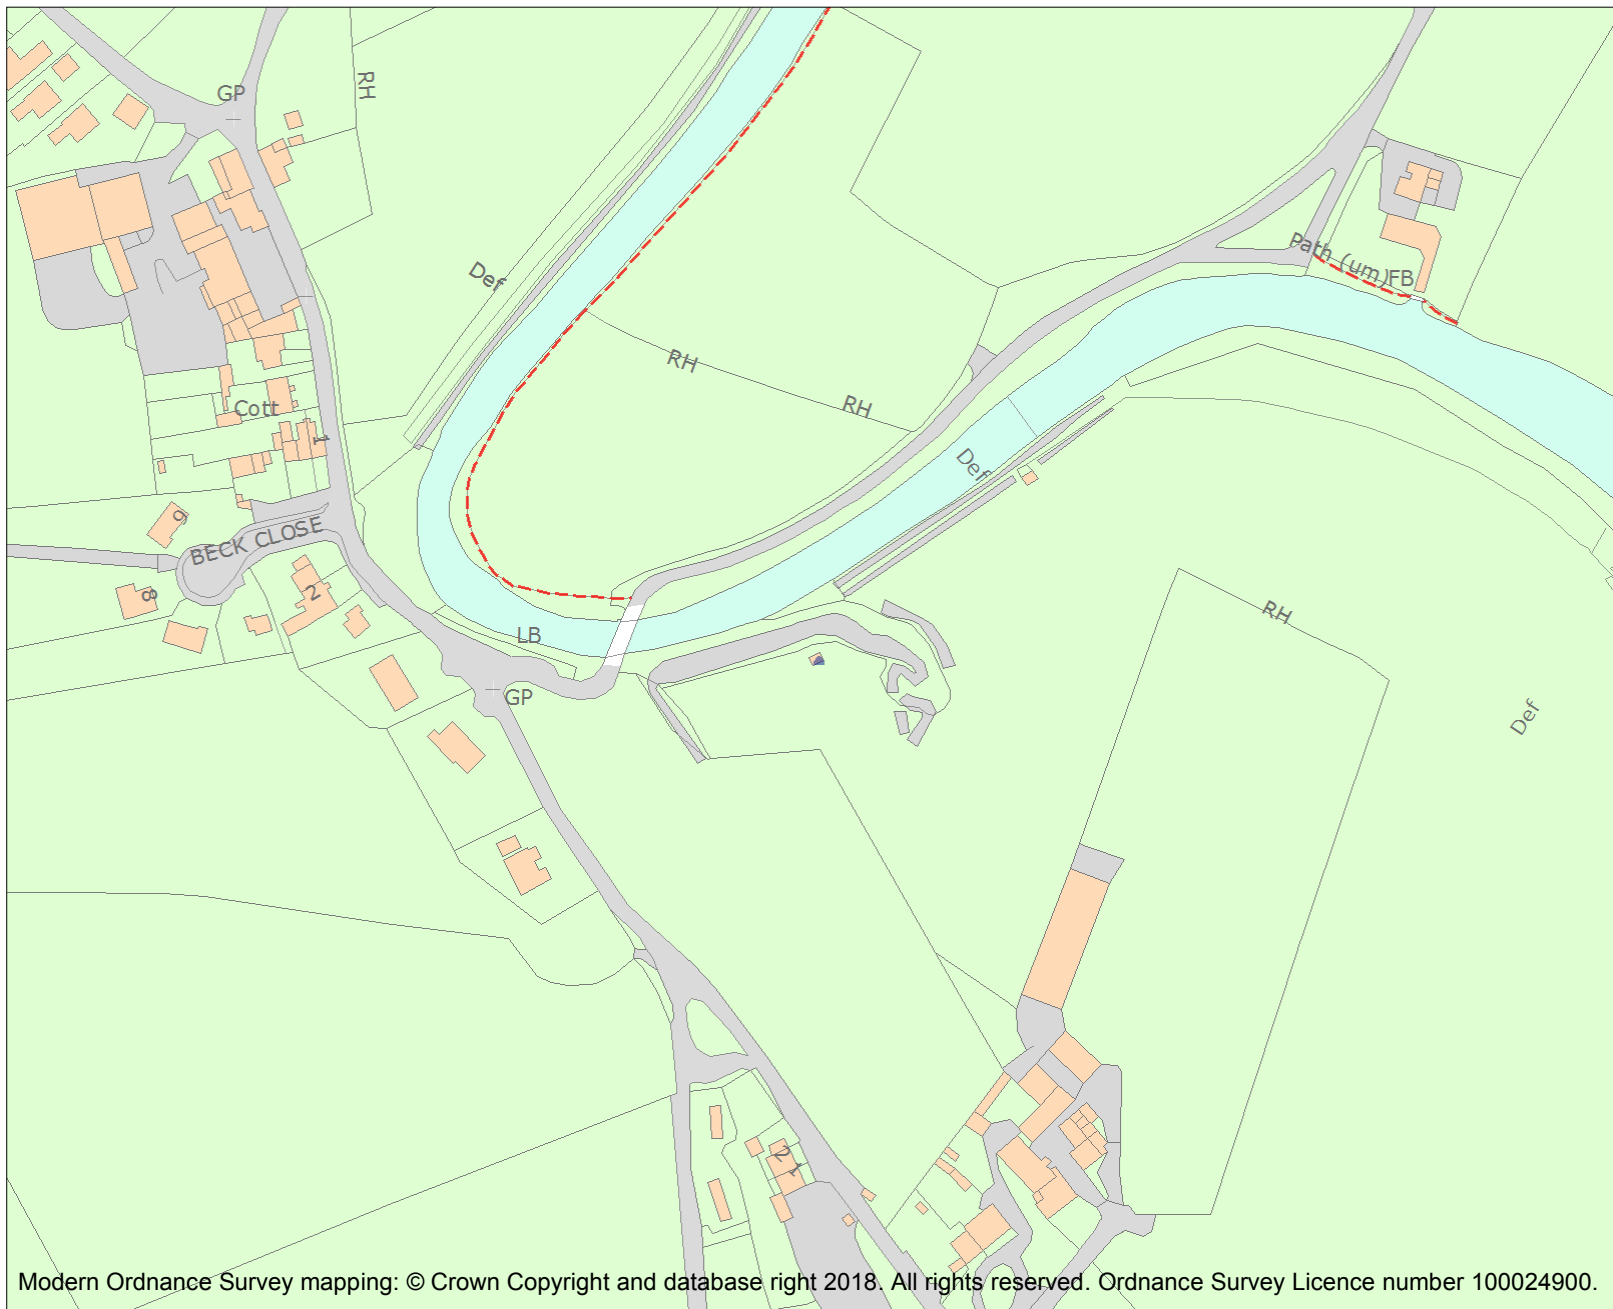 GP
RH
Def
Path (um)
FB
RH
RH
Cott
1
Def
9
BECK CLOSE
8
2
RH
LB
GP
Def
2
1
Modern Ordnance Survey mapping: © Crown Copyright and database right 2018. All rights reserved. Ordnance Survey Licence number 100024900.